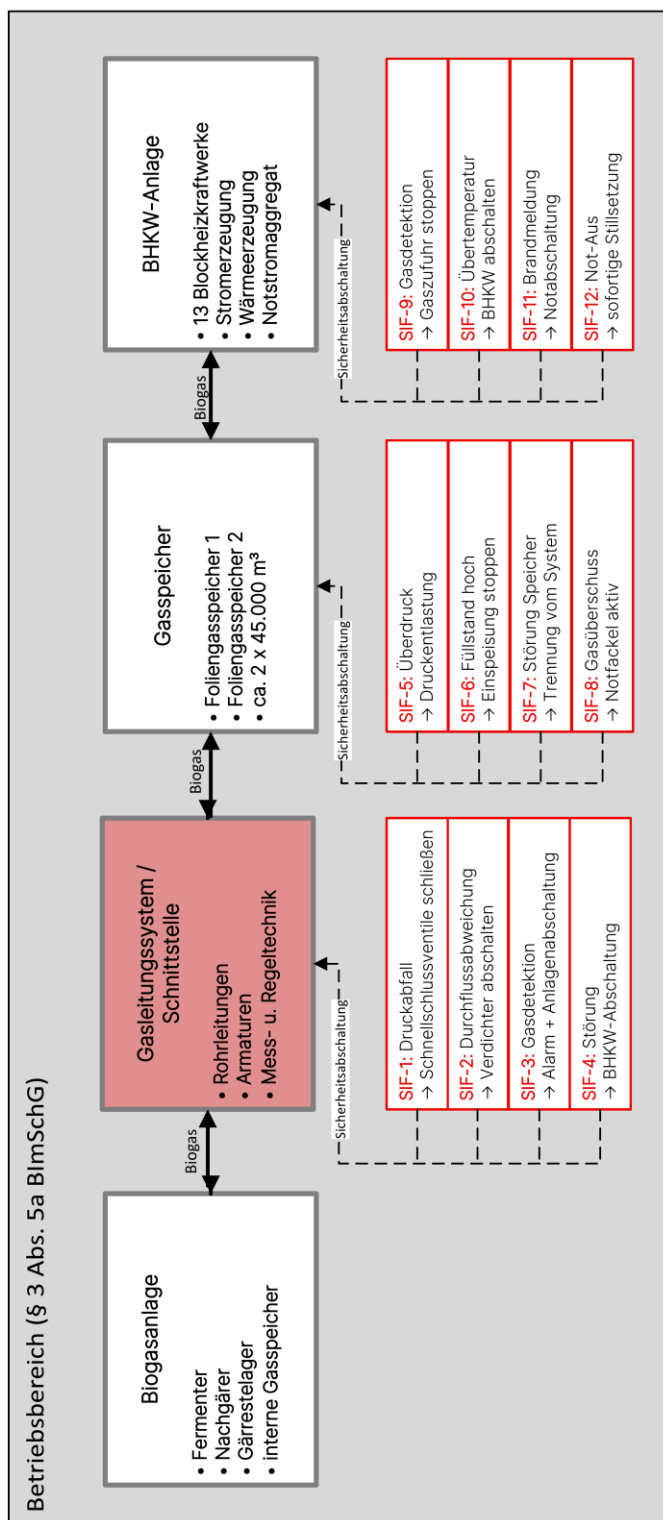 Betriebsbereich (§ 3 Abs. 5a BImSchG)
Biogasanlage
• Fermenter
• Nachgärer
• Gärrestelager
• interne Gasspeicher
Biogas
Gasleitungssystem /
Schnittstelle
• Rohrleitungen
• Armaturen
• Mess- u. Regeltechnik
Biogas
Gasspeicher
• Foliengasspeicher 1
• Foliengasspeicher 2
• ca. 2 x 45.000 m³
Biogas
BHKW-Anlage
• 13 Blockheizkraftwerke
• Stromerzeugung
• Wärmeerzeugung
• Notstromaggregat
Sicherheitsabschaltung
SIF-1: Druckabfall
→ Schnellschlussventile schließen
SIF-2: Durchflussabweichung
→ Verdichter abschalten
SIF-3: Gasdetektion
→ Alarm + Anlagenabschaltung
SIF-4: Störung
→ BHKW-Abschaltung
Sicherheitsabschaltung
SIF-5: Überdruck
→ Druckentlastung
SIF-6: Füllstand hoch
→ Einspeisung stoppen
SIF-7: Störung Speicher
→ Trennung vom System
SIF-8: Gasüberschuss
→ Notfackel aktiv
Sicherheitsabschaltung
SIF-9: Gasdetektion
→ Gaszufuhr stoppen
SIF-10: Übertemperatur
→ BHKW abschalten
SIF-11: Brandmeldung
→ Notabschaltung
SIF-12: Not-Aus
→ sofortige Stillsetzung